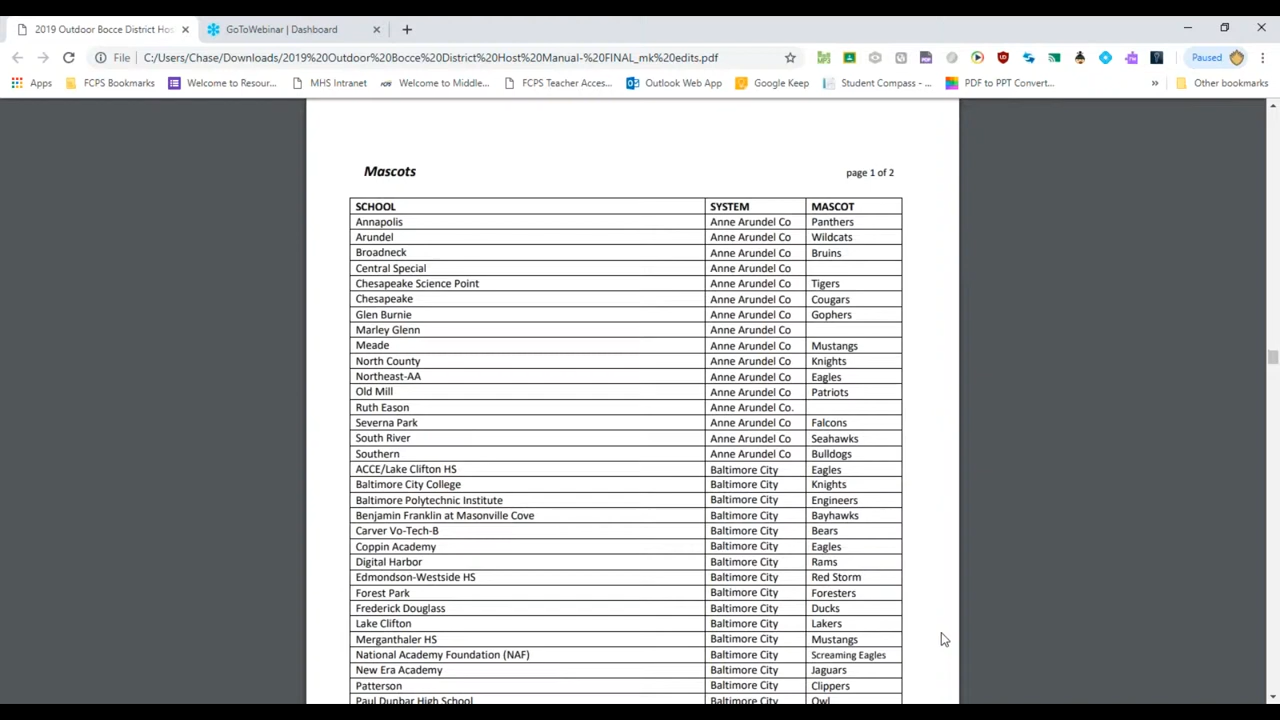 2019 Outdoor Bocce District Hos
GoToWebinar | Dashboard
File C:/Users/Chase/Downloads/2019%20Outdoor%20Bocce%20District%20Host%20Manual-%20FINAL_mk%20edits.pdf
Paused
Apps FCPS Bookmarks Welcome to Resour... MHS Intranet Welcome to Middle... FCPS Teacher Acces... Outlook Web App Google Keep Student Compass - ... PDF to PPT Convert... » Other bookmarks
Mascots page 1 of 2
SCHOOL SYSTEM MASCOT
Annapolis Anne Arundel Co Panthers
Arundel Anne Arundel Co Wildcats
Broadneck Anne Arundel Co Bruins
Central Special Anne Arundel Co
Chesapeake Science Point Anne Arundel Co Tigers
Chesapeake Anne Arundel Co Cougars
Glen Burnie Anne Arundel Co Gophers
Marley Glenn Anne Arundel Co
Meade Anne Arundel Co Mustangs
North County Anne Arundel Co Knights
Northeast-AA Anne Arundel Co Eagles
Old Mill Anne Arundel Co Patriots
Ruth Eason Anne Arundel Co.
Severna Park Anne Arundel Co Falcons
South River Anne Arundel Co Seahawks
Southern Anne Arundel Co Bulldogs
ACCE/Lake Clifton HS Baltimore City Eagles
Baltimore City College Baltimore City Knights
Baltimore Polytechnic Institute Baltimore City Engineers
Benjamin Franklin at Masonville Cove Baltimore City Bayhawks
Carver Vo-Tech-B Baltimore City Bears
Coppin Academy Baltimore City Eagles
Digital Harbor Baltimore City Rams
Edmondson-Westside HS Baltimore City Red Storm
Forest Park Baltimore City Foresters
Frederick Douglass Baltimore City Ducks
Lake Clifton Baltimore City Lakers
Merganthaler HS Baltimore City Mustangs
National Academy Foundation (NAF) Baltimore City Screaming Eagles
New Era Academy Baltimore City Jaguars
Patterson Baltimore City Clippers
Paul Dunbar High School Baltimore City Owl